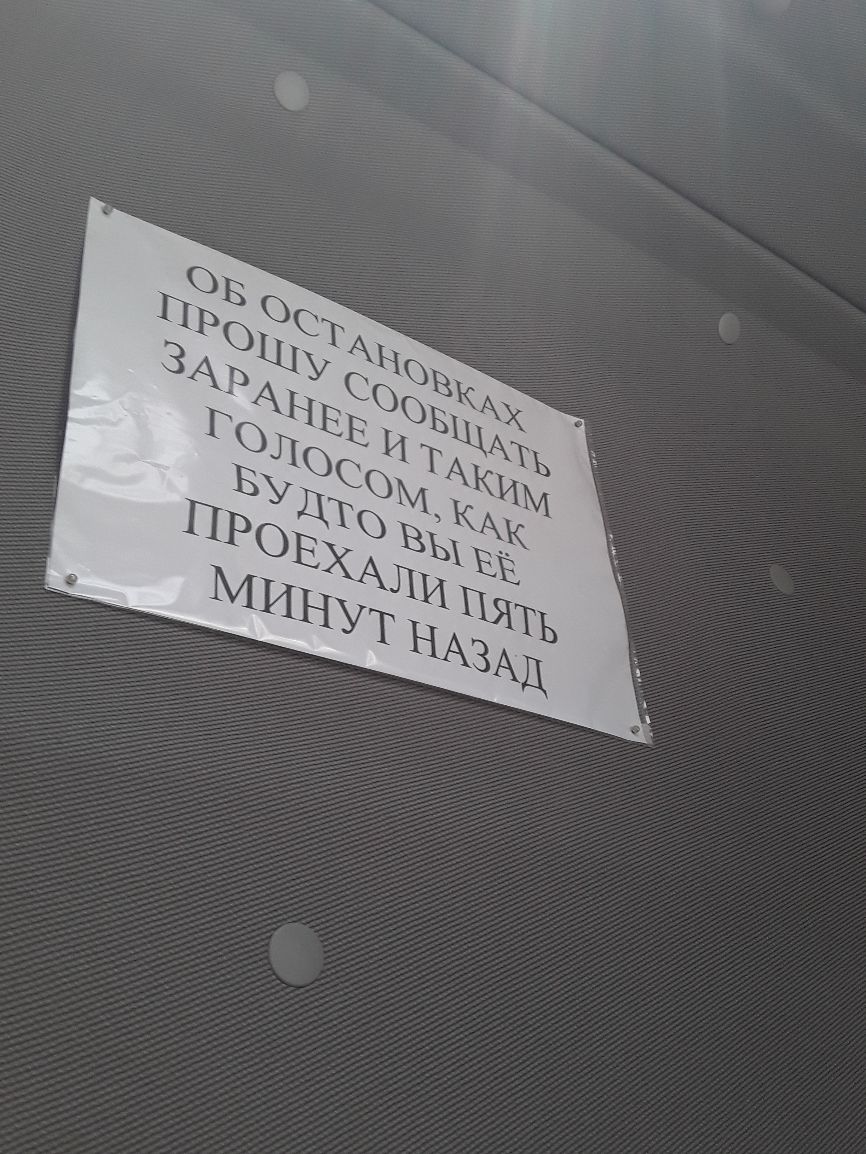 ОБ ОСТАНОВКАХ
ПРОШУ СООБЩАТЬ
ЗАРАНЕЕ И ТАКИМ
ГОЛОСОМ, КАК
БУДТО ВЫ ЕЁ
ПРОЕХАЛИ ПЯТЬ
МИНУТ НАЗАД